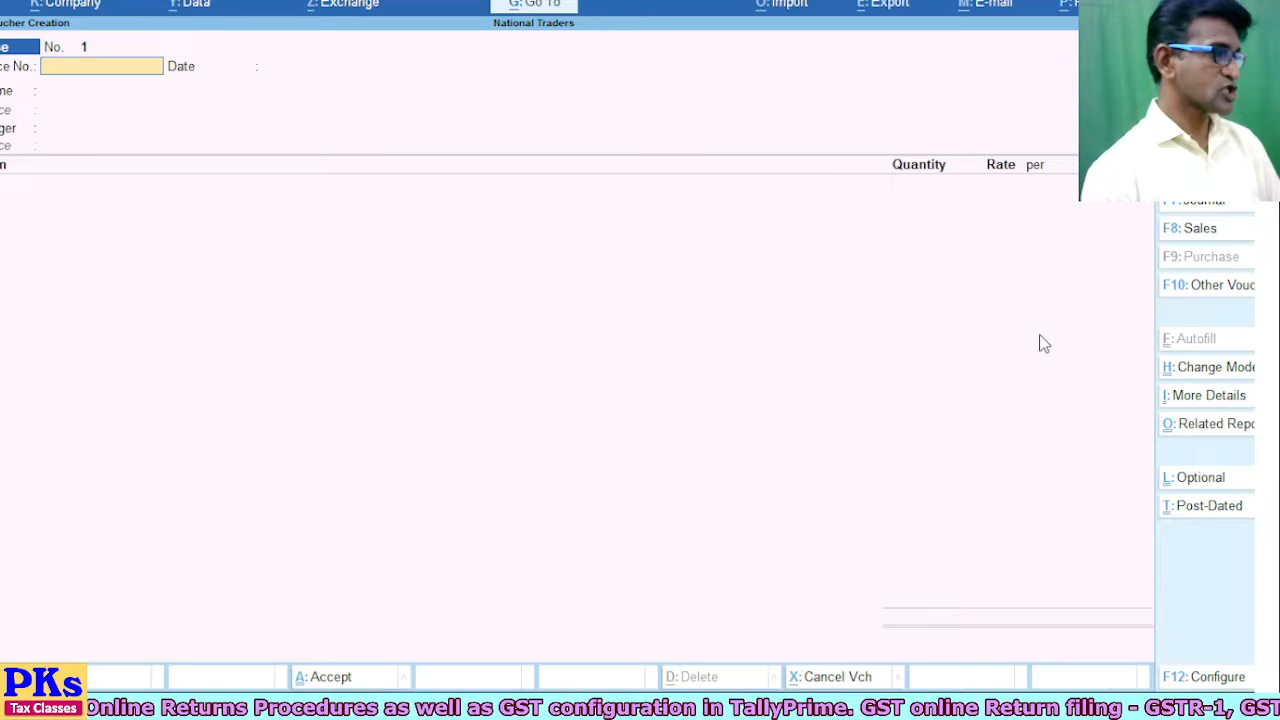 K: Company Y: Data Z: Exchange G: Go To O: Import E: Export M: E-mail
ucher Creation National Traders
se No. 1
ce No.: Date :
me :
ce :
ger :
ce :
m Quantity Rate per
F8: Sales
F9: Purchase
F10: Other Vouc
F: Autofill
H: Change Mode
I: More Details
O: Related Repo
L: Optional
T: Post-Dated
A: Accept D: Delete X: Cancel Vch F12: Configure
PKs
Tax Classes
Online Returns Procedures as well as GST configuration in TallyPrime. GST online Return filing - GSTR-1, GST